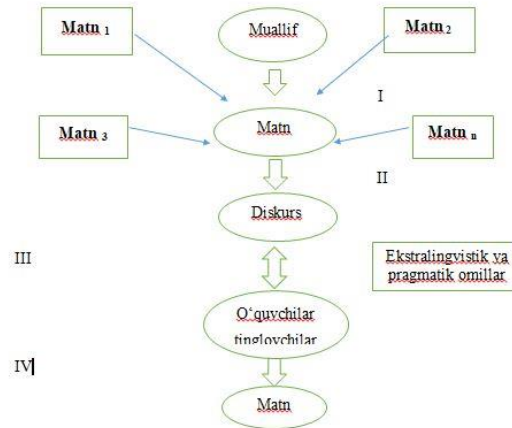 Matn 1
Muallif
Matn 2
I
Matn 3
Matn
Matn n
II
Diskurs
III
Ekstralingvistik va
pragmatik omillar
O‘quvchilar
tinglovchilar
IV
Matn